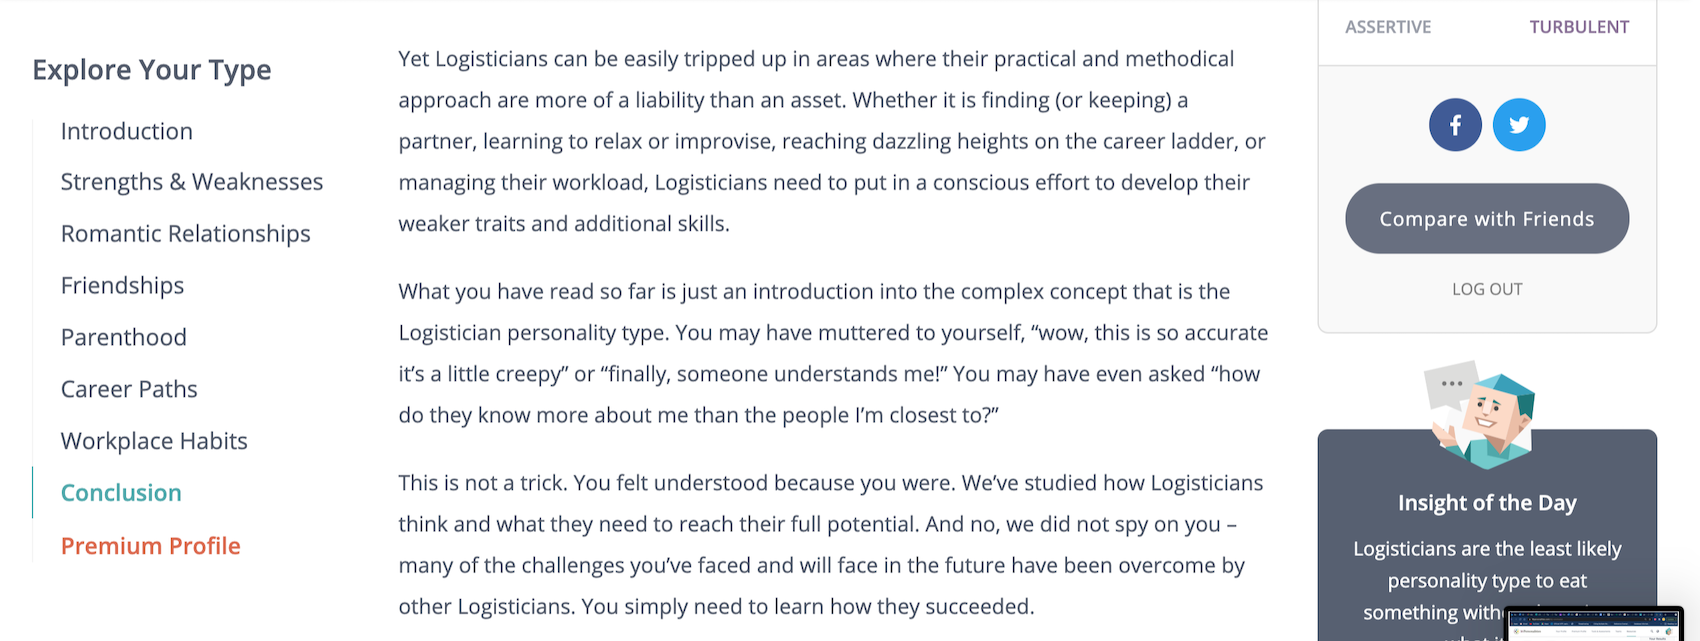 Explore Your Type
Introduction
Strengths & Weaknesses
Romantic Relationships
Friendships
Parenthood
Career Paths
Workplace Habits
Conclusion
Premium Profile
Yet Logisticians can be easily tripped up in areas where their practical and methodical
approach are more of a liability than an asset. Whether it is finding (or keeping) a
partner, learning to relax or improvise, reaching dazzling heights on the career ladder, or
managing their workload, Logisticians need to put in a conscious effort to develop their
weaker traits and additional skills.
What you have read so far is just an introduction into the complex concept that is the
Logistician personality type. You may have muttered to yourself, “wow, this is so accurate
it’s a little creepy” or “finally, someone understands me!” You may have even asked “how
do they know more about me than the people I’m closest to?”
This is not a trick. You felt understood because you were. We’ve studied how Logisticians
think and what they need to reach their full potential. And no, we did not spy on you –
many of the challenges you’ve faced and will face in the future have been overcome by
other Logisticians. You simply need to learn how they succeeded.
ASSERTIVE TURBULENT
Compare with Friends
LOG OUT
Insight of the Day
Logisticians are the least likely
personality type to eat
something